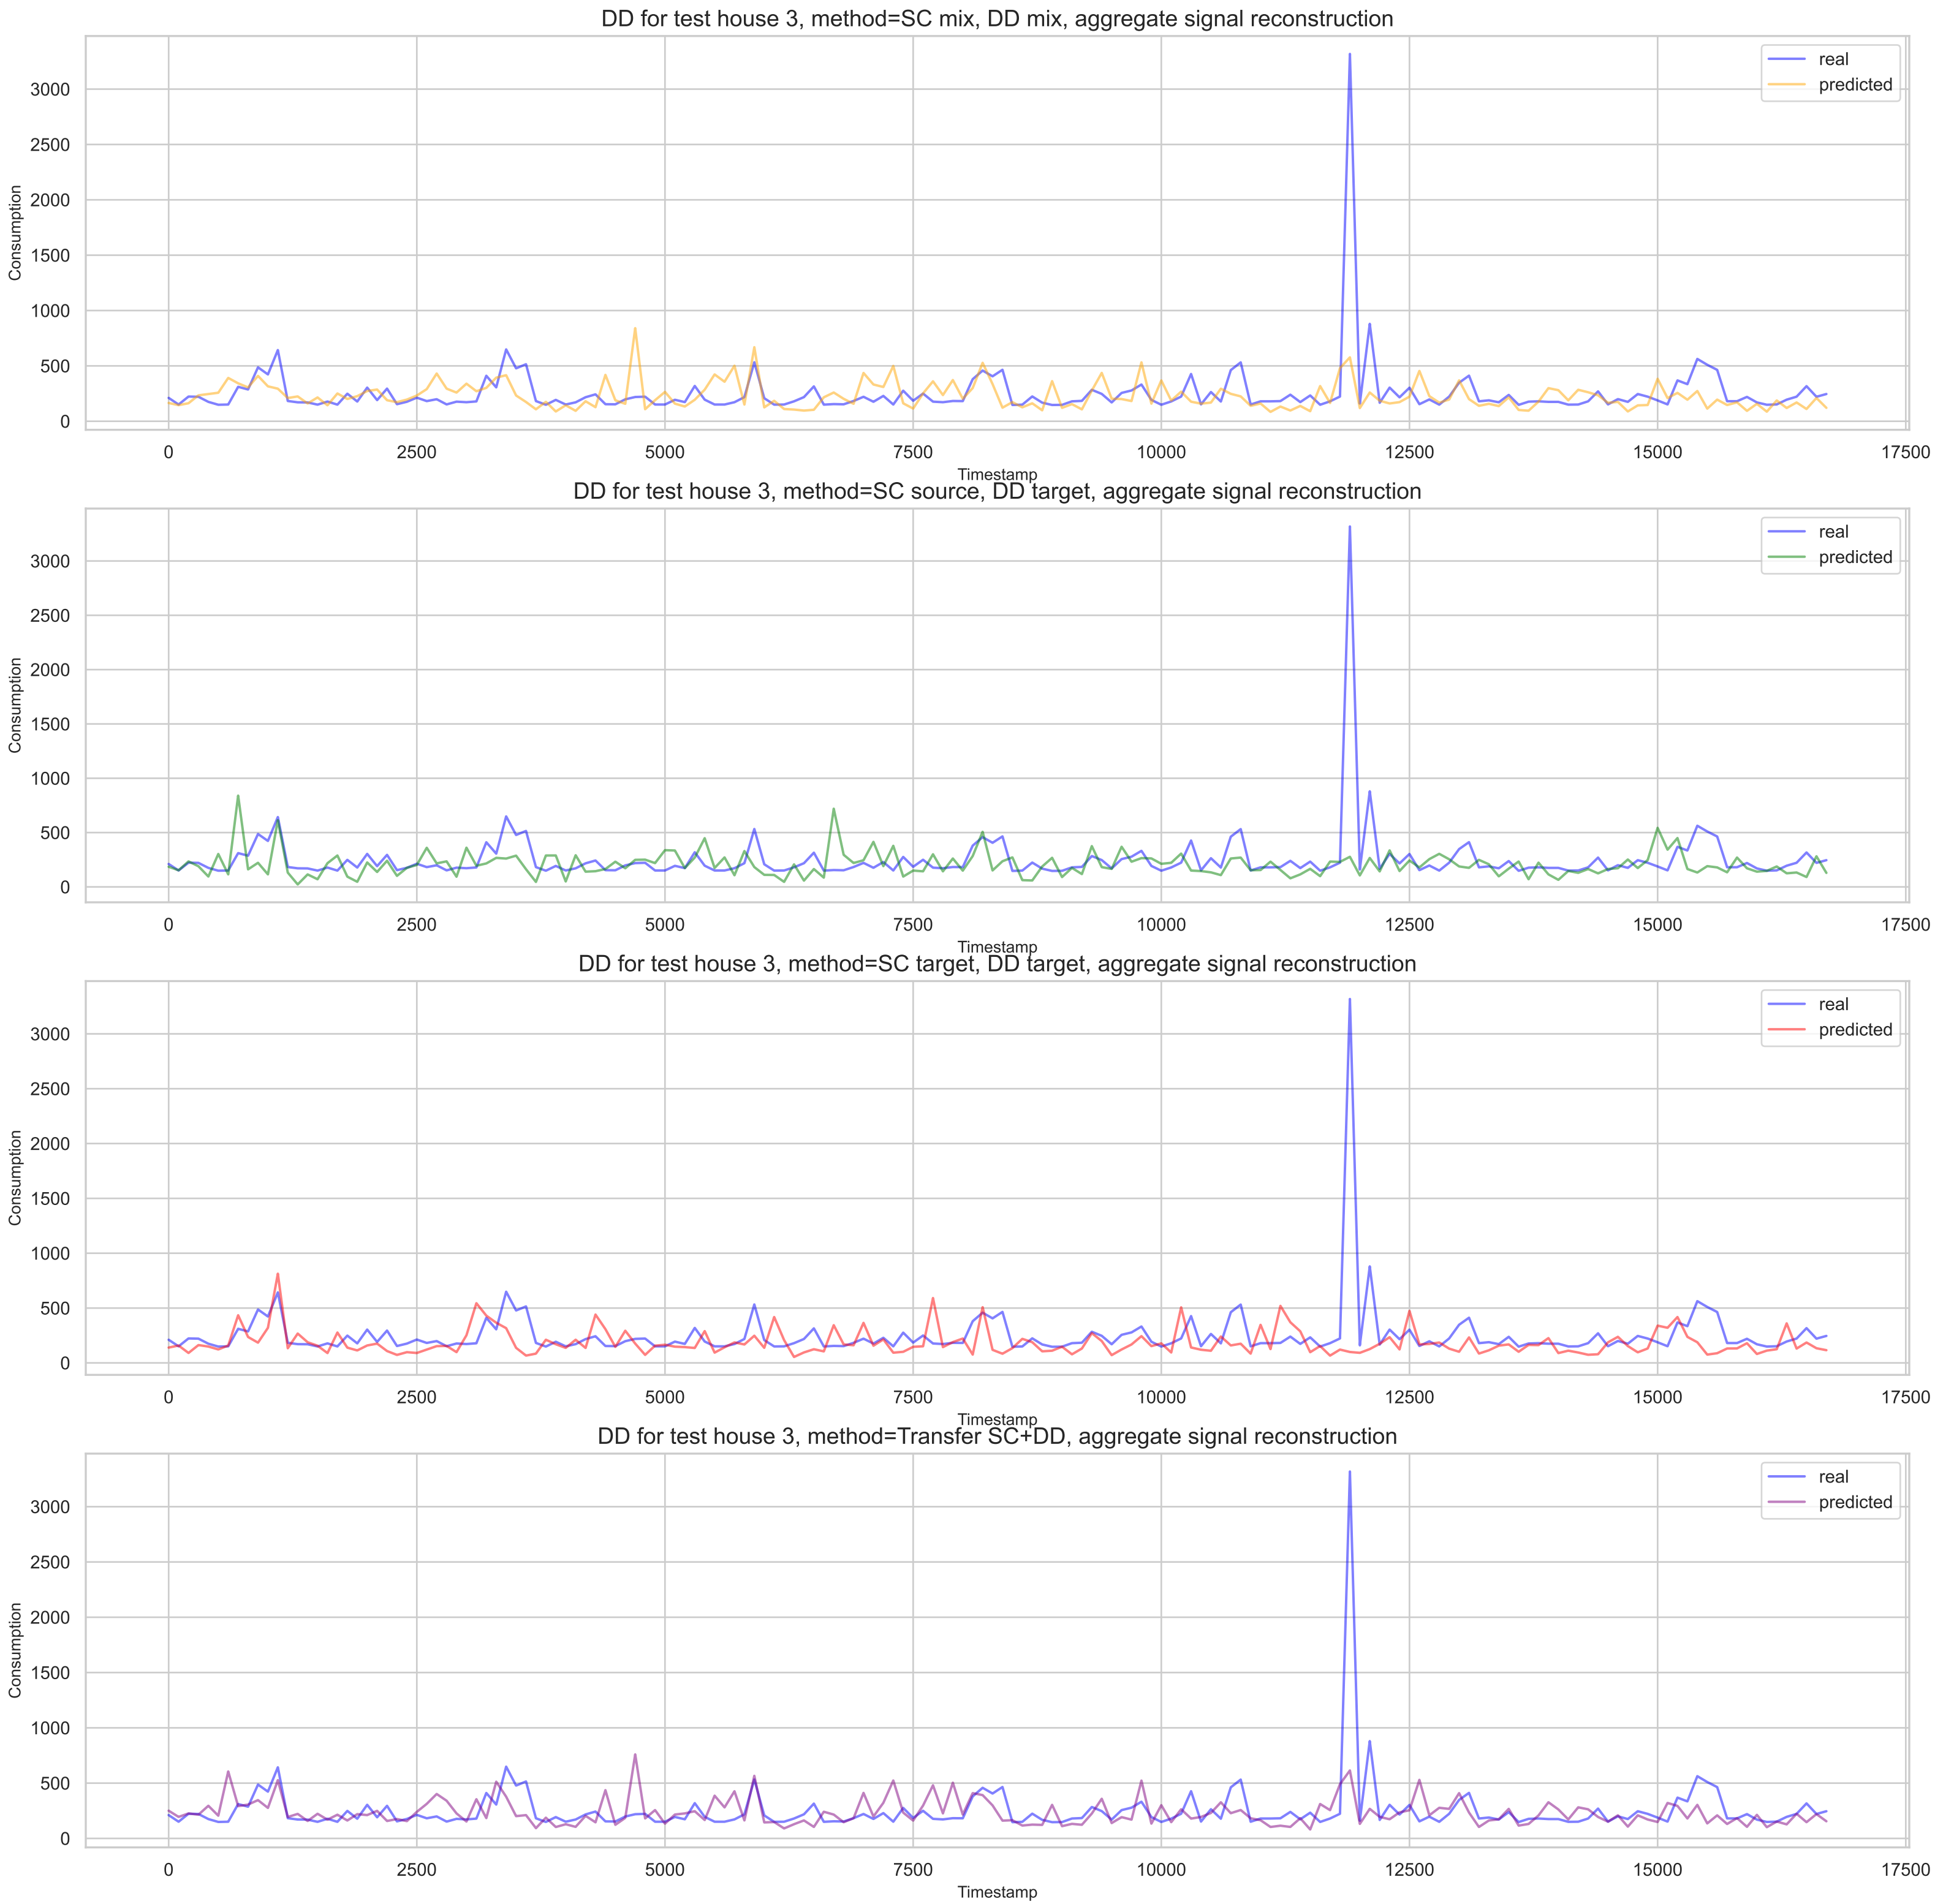 DD for test house 3, method=SC mix, DD mix, aggregate signal reconstruction
real
predicted
3000
2500
2000
1500
1000
500
0
Consumption
0 2500 5000 7500 10000 12500 15000 17500
Timestamp
DD for test house 3, method=SC source, DD target, aggregate signal reconstruction
real
predicted
3000
2500
2000
1500
1000
500
0
Consumption
0 2500 5000 7500 10000 12500 15000 17500
Timestamp
DD for test house 3, method=SC target, DD target, aggregate signal reconstruction
real
predicted
3000
2500
2000
1500
1000
500
0
Consumption
0 2500 5000 7500 10000 12500 15000 17500
Timestamp
DD for test house 3, method=Transfer SC+DD, aggregate signal reconstruction
real
predicted
3000
2500
2000
1500
1000
500
0
Consumption
0 2500 5000 7500 10000 12500 15000 17500
Timestamp